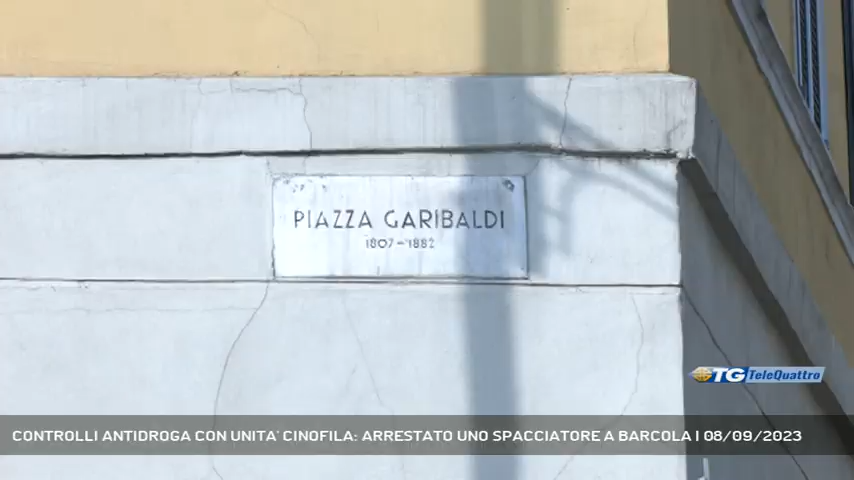 PIAZZA GARIBALDI
1807-1882
TG TeleQuattro
CONTROLLI ANTIDROGA CON UNITA' CINOFILA: ARRESTATO UNO SPACCIATORE A BARCOLA | 08/09/2023